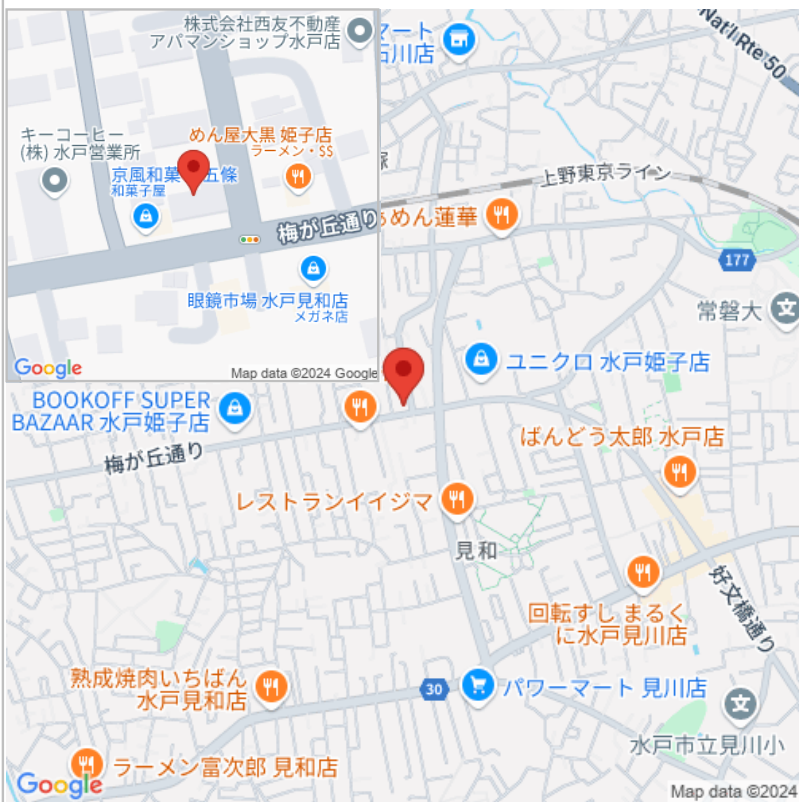 株式会社西友不動産
アパマンショップ水戸店
キーコーヒー
(株) 水戸営業所
めん屋大黒 姫子店
ラーメン・$$
五條
和菓子屋
梅が丘通り
眼鏡市場 水戸見和店
メガネ店
Google
Map data ©2024 Google
マート
石川店
Nat'l Rte 50
上野東京ライン
めん蓮華
177
常磐大
ユニクロ 水戸姫子店
BOOKOFF SUPER
BAZAAR 水戸姫子店
梅が丘通り
ばんどう太郎 水戸店
レストランイイジマ
見和
回転すし まるく
に水戸見川店
好文橋通り
熟成焼肉いちばん
水戸見和店
30
パワーマート 見川店
水戸市立見川小
ラーメン富次郎 見和店
Google
Map data ©2024